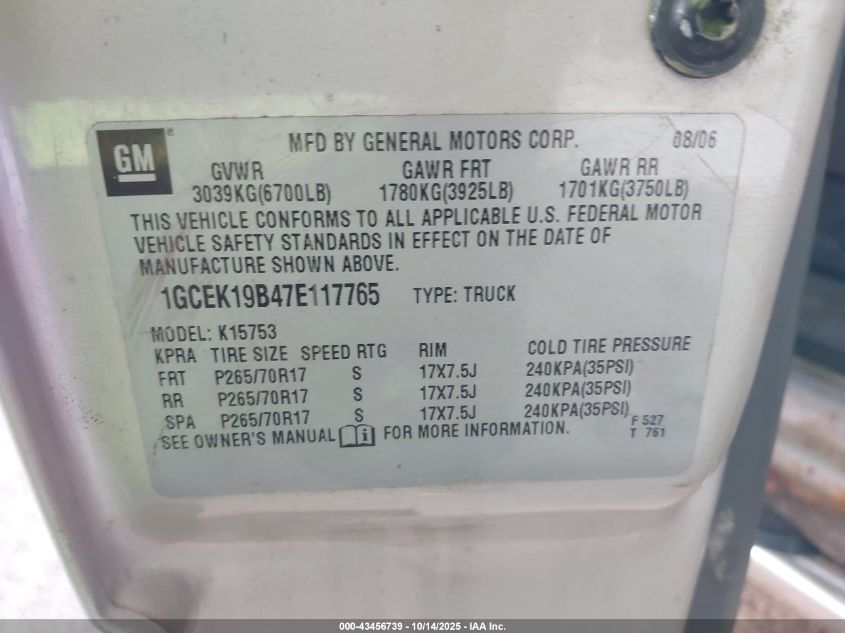 GM ® MFD BY GENERAL MOTORS CORP. 08/06
GVWR GAWR FRT GAWR RR
3039KG(6700LB) 1780KG(3925LB) 1701KG(3750LB)
THIS VEHICLE CONFORMS TO ALL APPLICABLE U.S. FEDERAL MOTOR
VEHICLE SAFETY STANDARDS IN EFFECT ON THE DATE OF
MANUFACTURE SHOWN ABOVE.
1GCEK19B47E117765 TYPE: TRUCK
MODEL: K15753
KPRA TIRE SIZE SPEED RTG RIM COLD TIRE PRESSURE
FRT P265/70R17 S 17X7.5J 240KPA(35PSI)
RR P265/70R17 S 17X7.5J 240KPA(35PSI)
SPA P265/70R17 S 17X7.5J 240KPA(35PSI)
SEE OWNER'S MANUAL i FOR MORE INFORMATION.
F 527
T 761
000-43456739 - 10/14/2025 - IAA Inc.